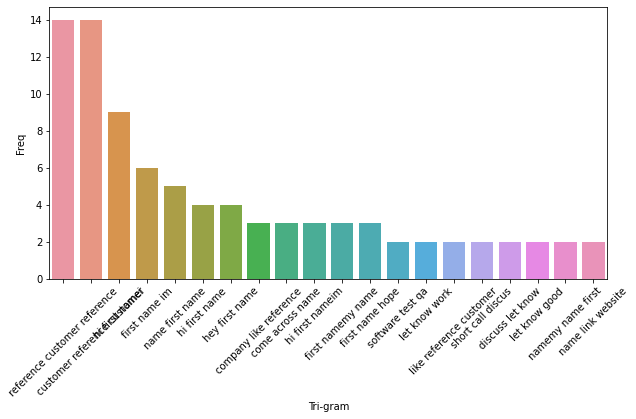 14
12
10
8
6
4
2
0
Freq
reference customer reference
customer reference customer
hi first
first name im
name first name
hi first name
hey first name
company like reference
come across name
hi first nameim
first namemy name
first name hope
software test qa
let know work
like reference customer
short call discus
discuss let know
let know good
namemy name first
name link website
Tri-gram